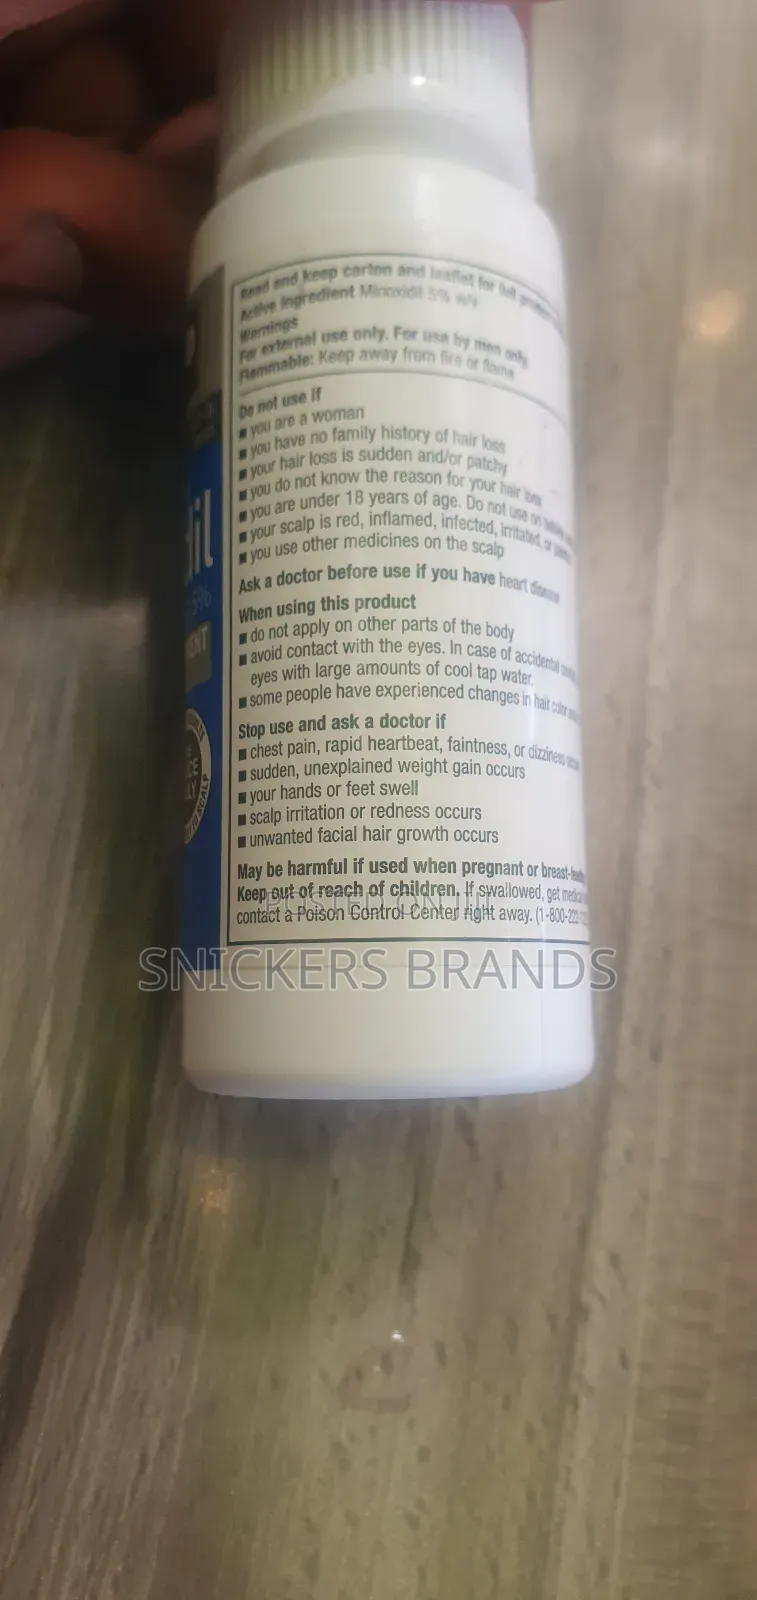 Read and keep carton and leaflet for full
Active Ingredient Minoxidil 5% w/v
Warnings
For external use only. For use by men only
Flammable: Keep away from fire or flame
Do not use if
■ you are a woman
■ you have no family history of hair loss
■ your hair loss is sudden and/or patchy
■ you do not know the reason for your hair loss
■ you are under 18 years of age. Do not use on
■ your scalp is red, inflamed, infected, irritated, or
■ you use other medicines on the scalp
Ask a doctor before use if you have heart disease
When using this product
■ do not apply on other parts of the body
■ avoid contact with the eyes. In case of accidental
eyes with large amounts of cool tap water.
■ some people have experienced changes in hair color
Stop use and ask a doctor if
■ chest pain, rapid heartbeat, faintness, or dizziness
■ sudden, unexplained weight gain occurs
■ your hands or feet swell
■ scalp irritation or redness occurs
■ unwanted facial hair growth occurs
May be harmful if used when pregnant or breast-
Keep out of reach of children. If swallowed, get medical
contact a Poison Control Center right away. (1-800-222-
dil
5%
SCALP
POSTED ON
SNICKERS BRANDS